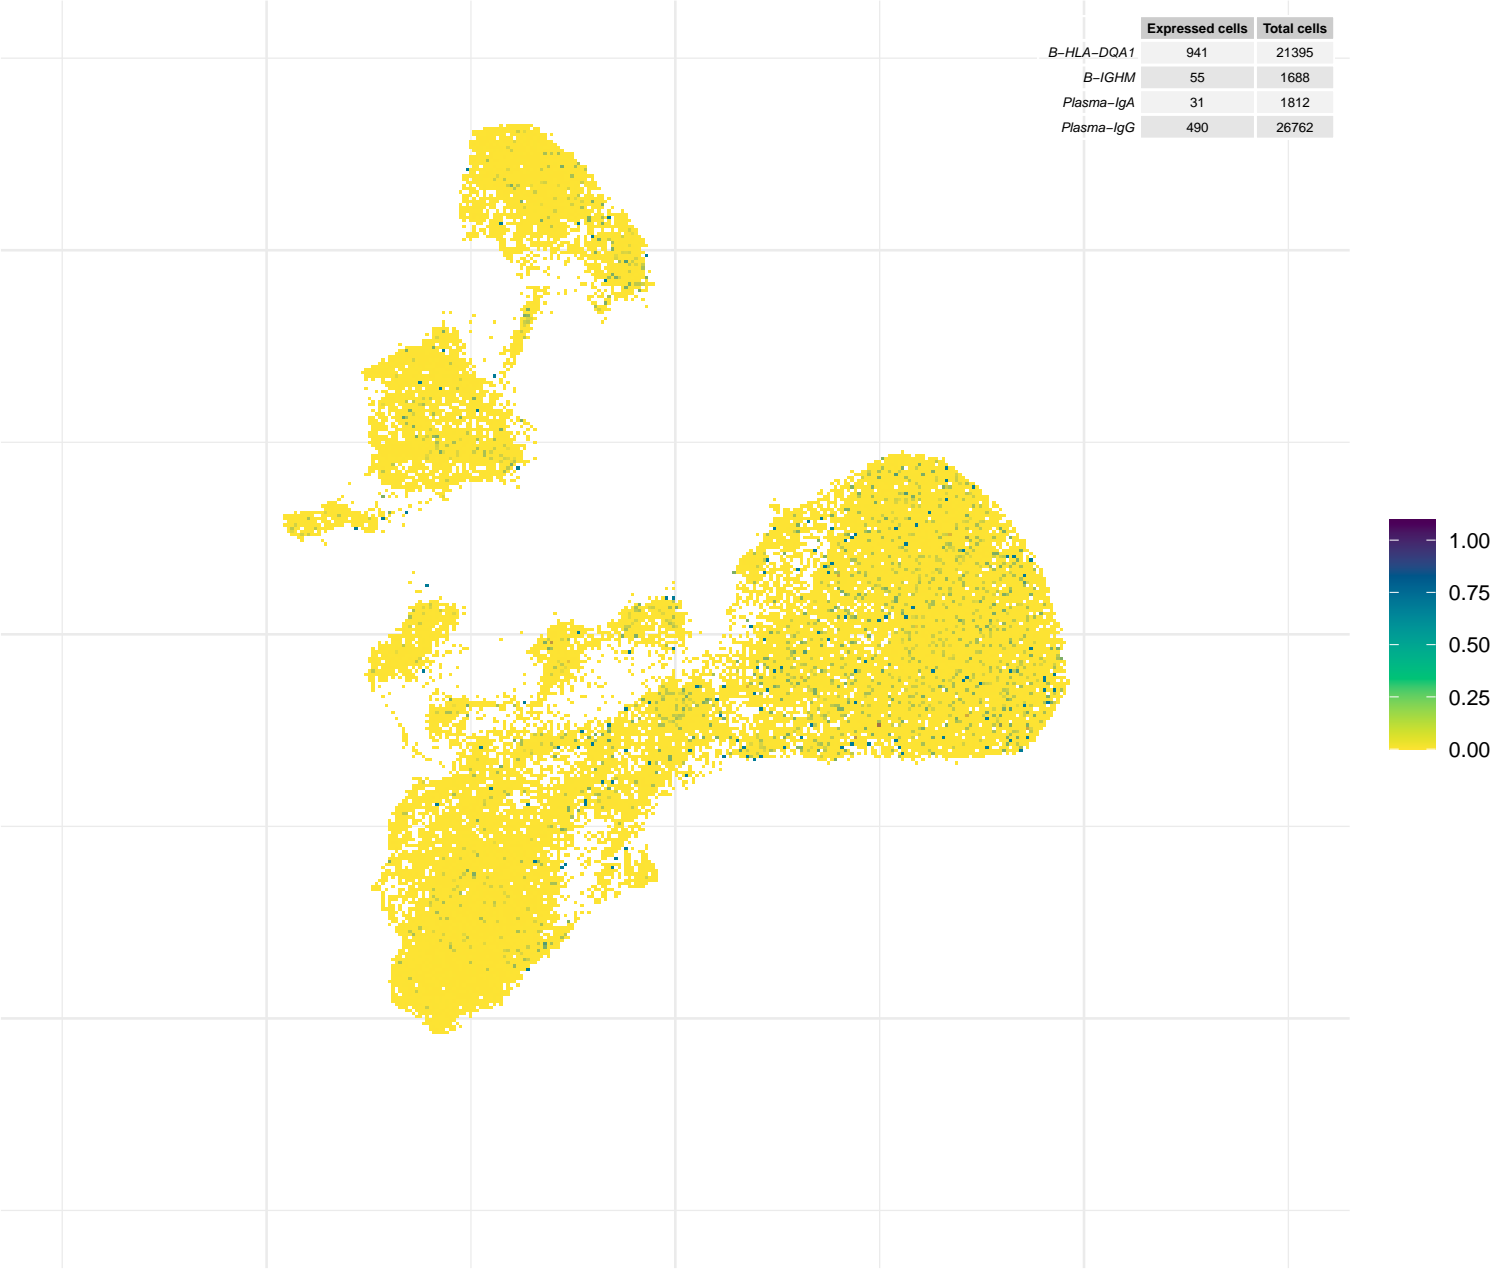 Expressed cells Total cells
B−HLA−DQA1 941 21395
B−IGHM 55 1688
Plasma−IgA 31 1812
Plasma−IgG 490 26762
1.00
0.75
0.50
0.25
0.00